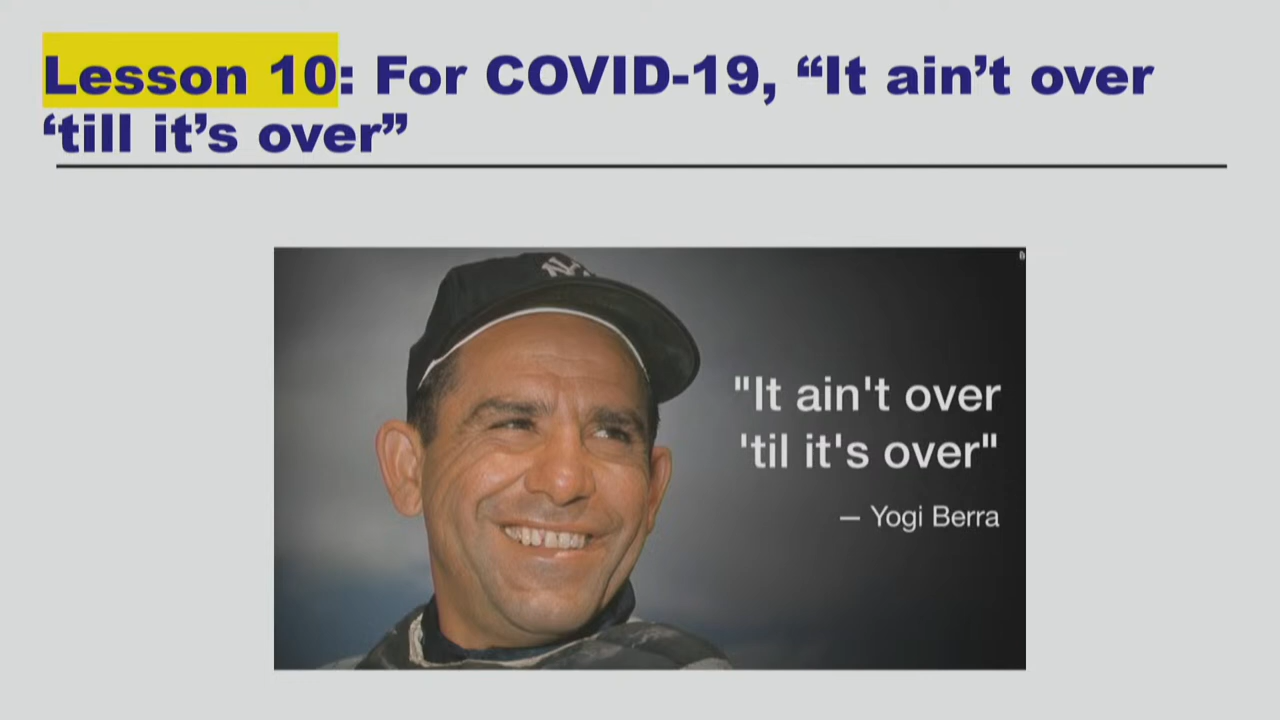 Lesson 10: For COVID-19, “It ain’t over
‘till it’s over”
NY
"It ain't over
'til it's over"
— Yogi Berra